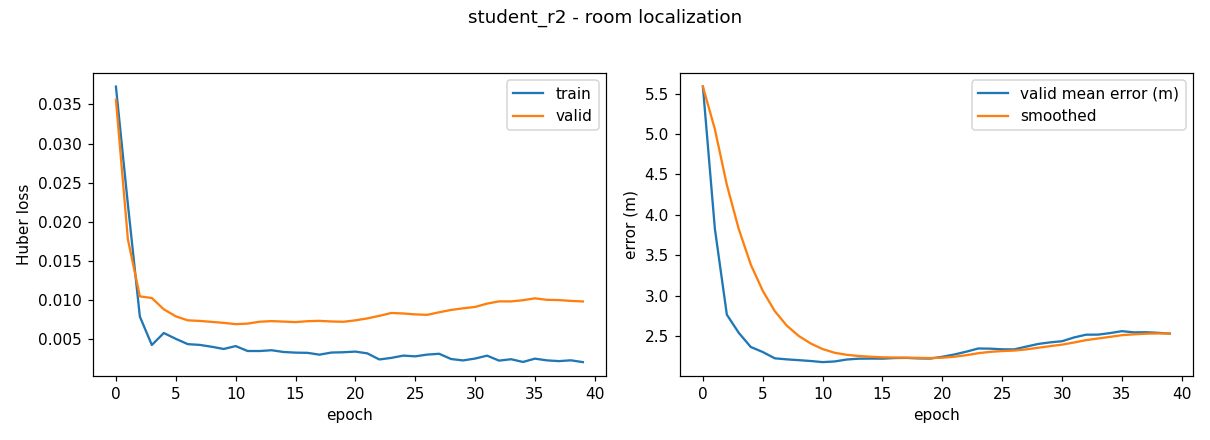 student_r2 - room localization
Huber loss
0.035
0.030
0.025
0.020
0.015
0.010
0.005
0 5 10 15 20 25 30 35 40
epoch
train
valid
error (m)
5.5
5.0
4.5
4.0
3.5
3.0
2.5
0 5 10 15 20 25 30 35 40
epoch
valid mean error (m)
smoothed